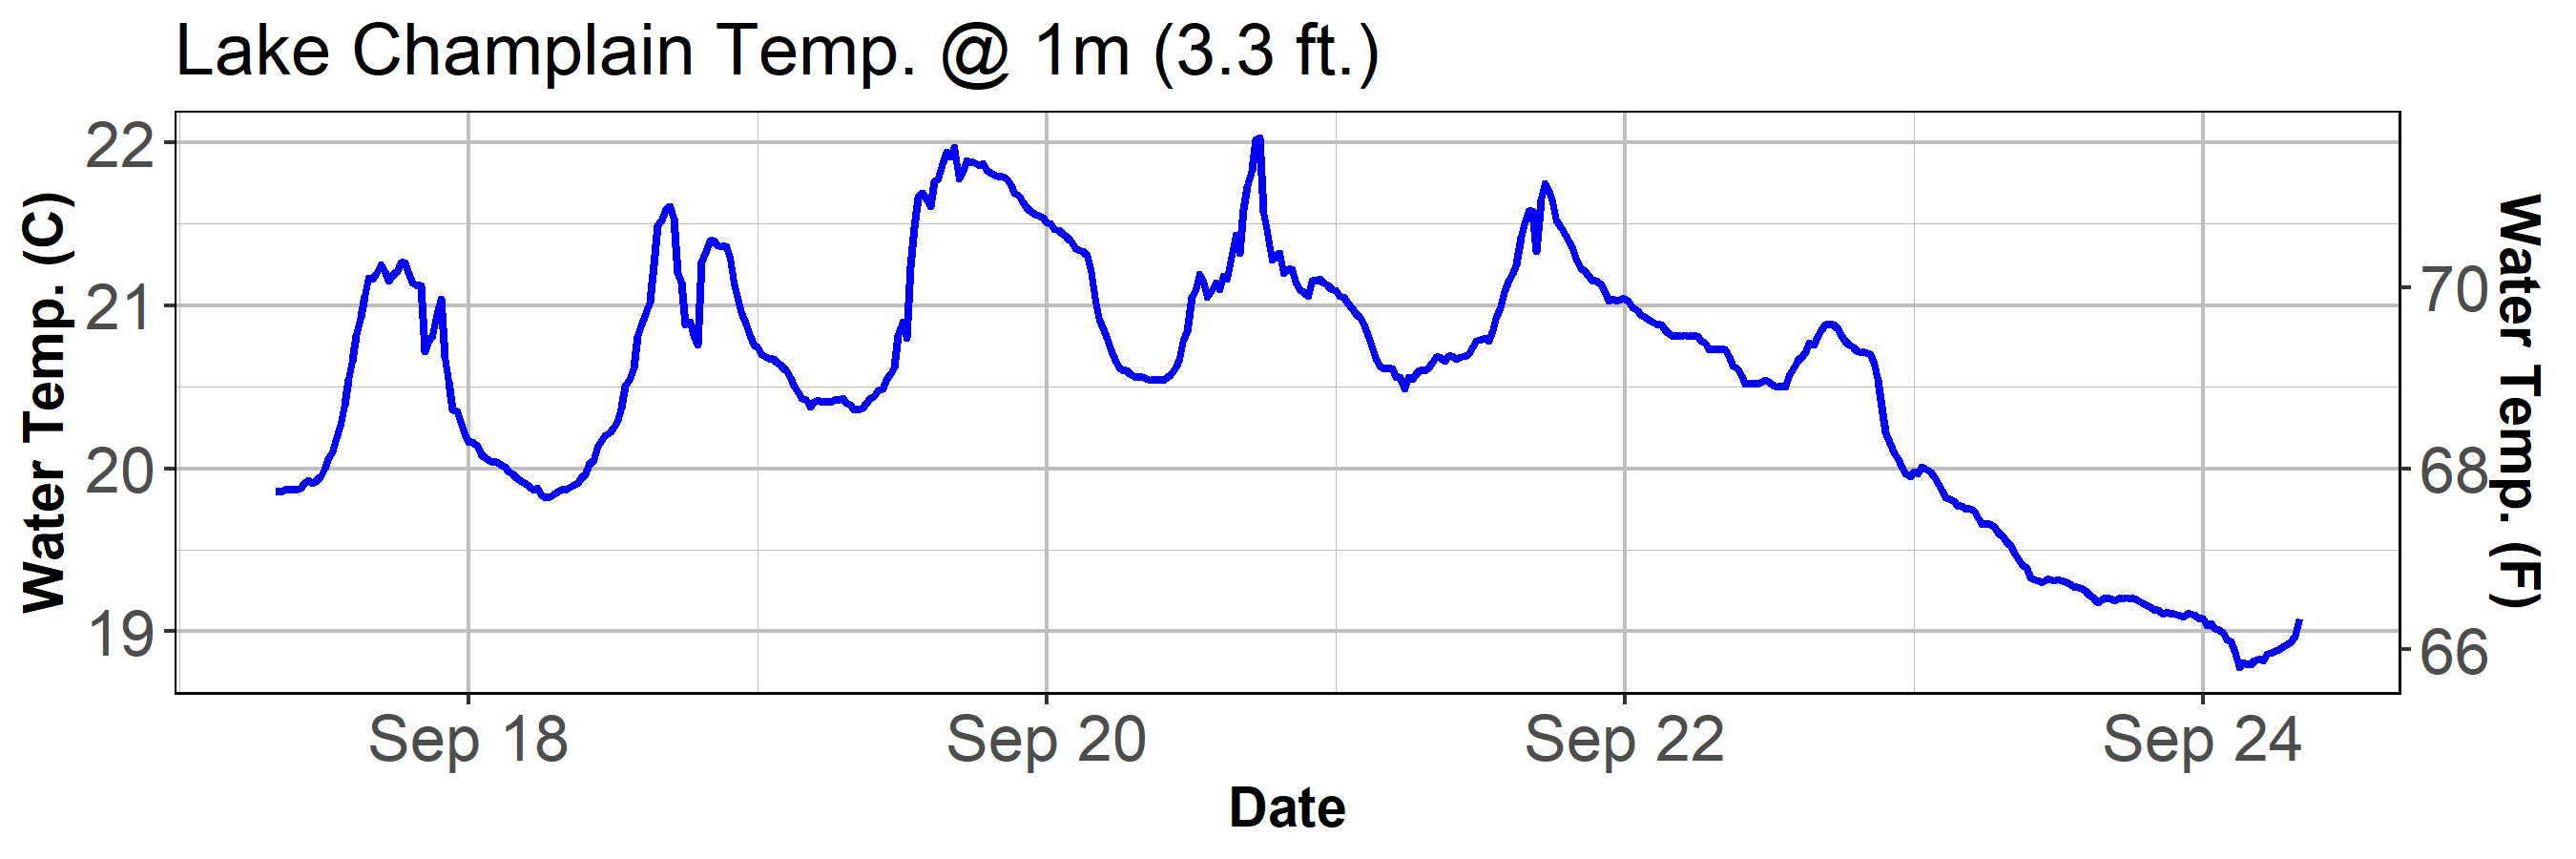 Lake Champlain Temp. @ 1m (3.3 ft.)
Water Temp. (C)
22
21
20
19
70
68
66
Water Temp. (F)
Sep 18 Sep 20 Sep 22 Sep 24
Date